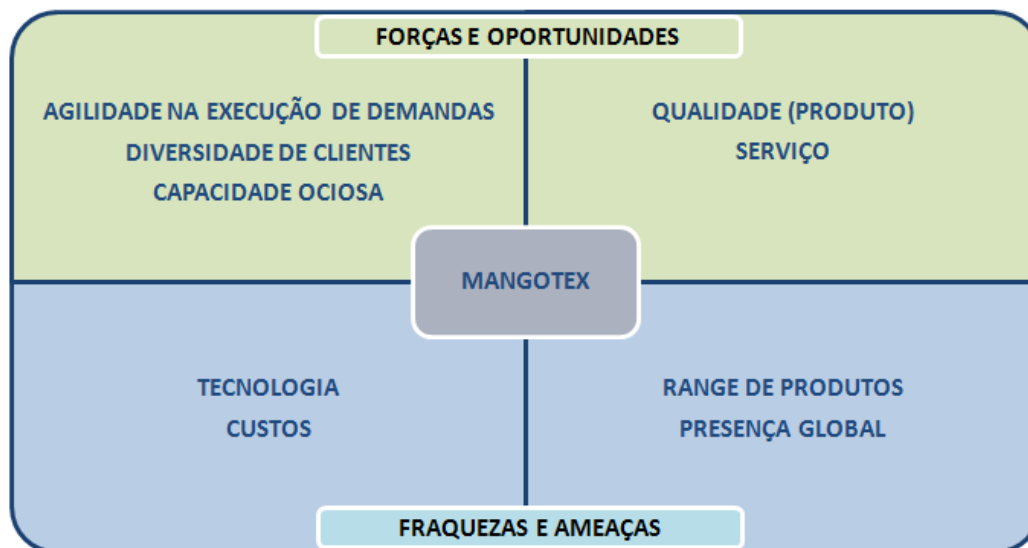 FORÇAS E OPORTUNIDADES
AGILIDADE NA EXECUÇÃO DE DEMANDAS
DIVERSIDADE DE CLIENTES
CAPACIDADE OCIOSA
QUALIDADE (PRODUTO)
SERVIÇO
MANGOTEX
TECNOLOGIA
CUSTOS
RANGE DE PRODUTOS
PRESENÇA GLOBAL
FRAQUEZAS E AMEAÇAS